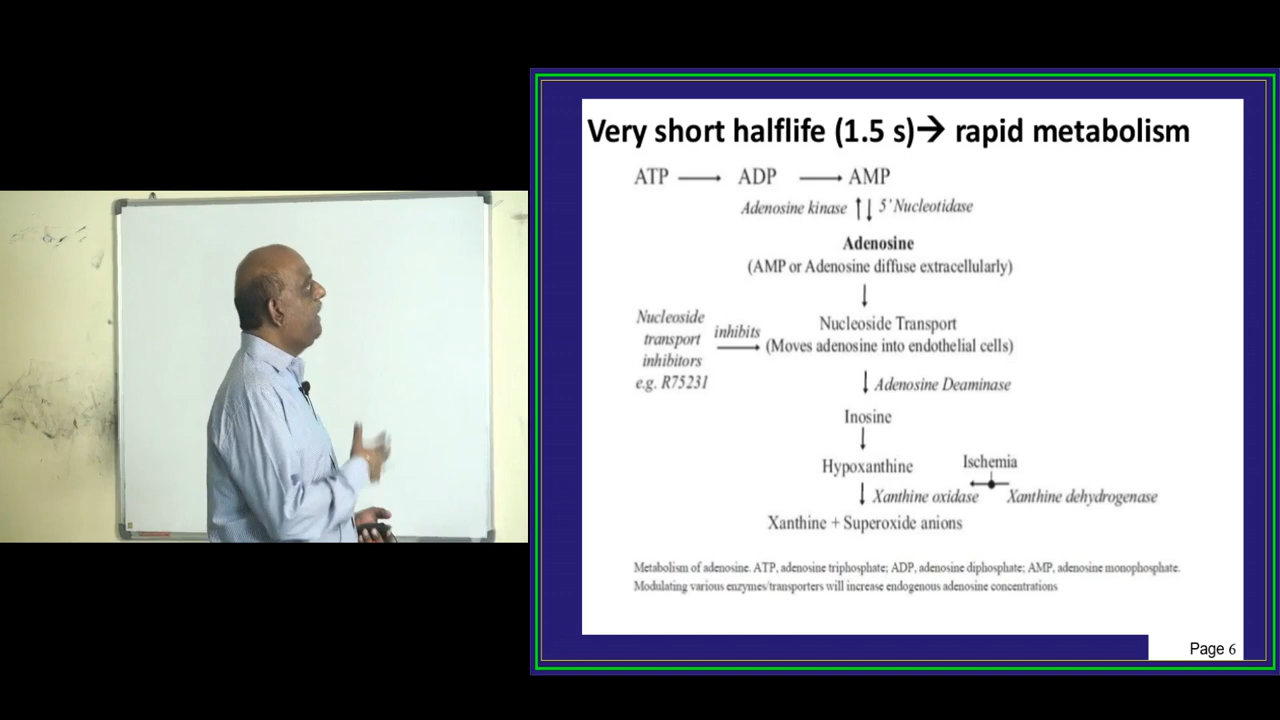 Very short halflife (1.5 s)→ rapid metabolism
ATP → ADP → AMP
Adenosine kinase ↑↓ 5' Nucleotidase
Adenosine
(AMP or Adenosine diffuse extracellularly)
↓
Nucleoside transport inhibitors e.g. R75231
inhibits →
Nucleoside Transport
(Moves adenosine into endothelial cells)
↓ Adenosine Deaminase
Inosine
↓
Hypoxanthine
Ischemia
↓ Xanthine oxidase ← Xanthine dehydrogenase
Xanthine + Superoxide anions
Metabolism of adenosine. ATP, adenosine triphosphate; ADP, adenosine diphosphate; AMP, adenosine monophosphate.
Modulating various enzymes/transporters will increase endogenous adenosine concentrations
Page 6